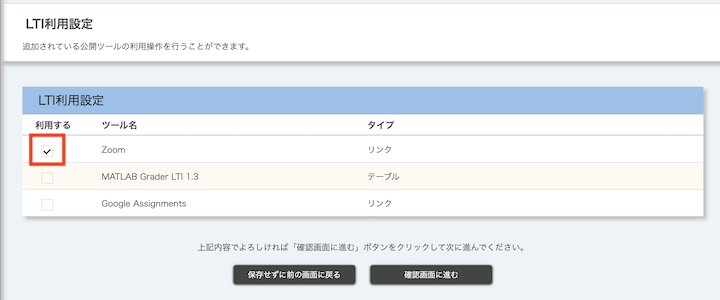 LTI利用設定
追加されている公開ツールの利用操作を行うことができます。
LTI利用設定
利用する ツール名 タイプ
Zoom リンク
MATLAB Grader LTI 1.3 テーブル
Google Assignments リンク
上記内容でよろしければ「確認画面に進む」ボタンをクリックして次に進んでください。
保存せずに前の画面に戻る 確認画面に進む